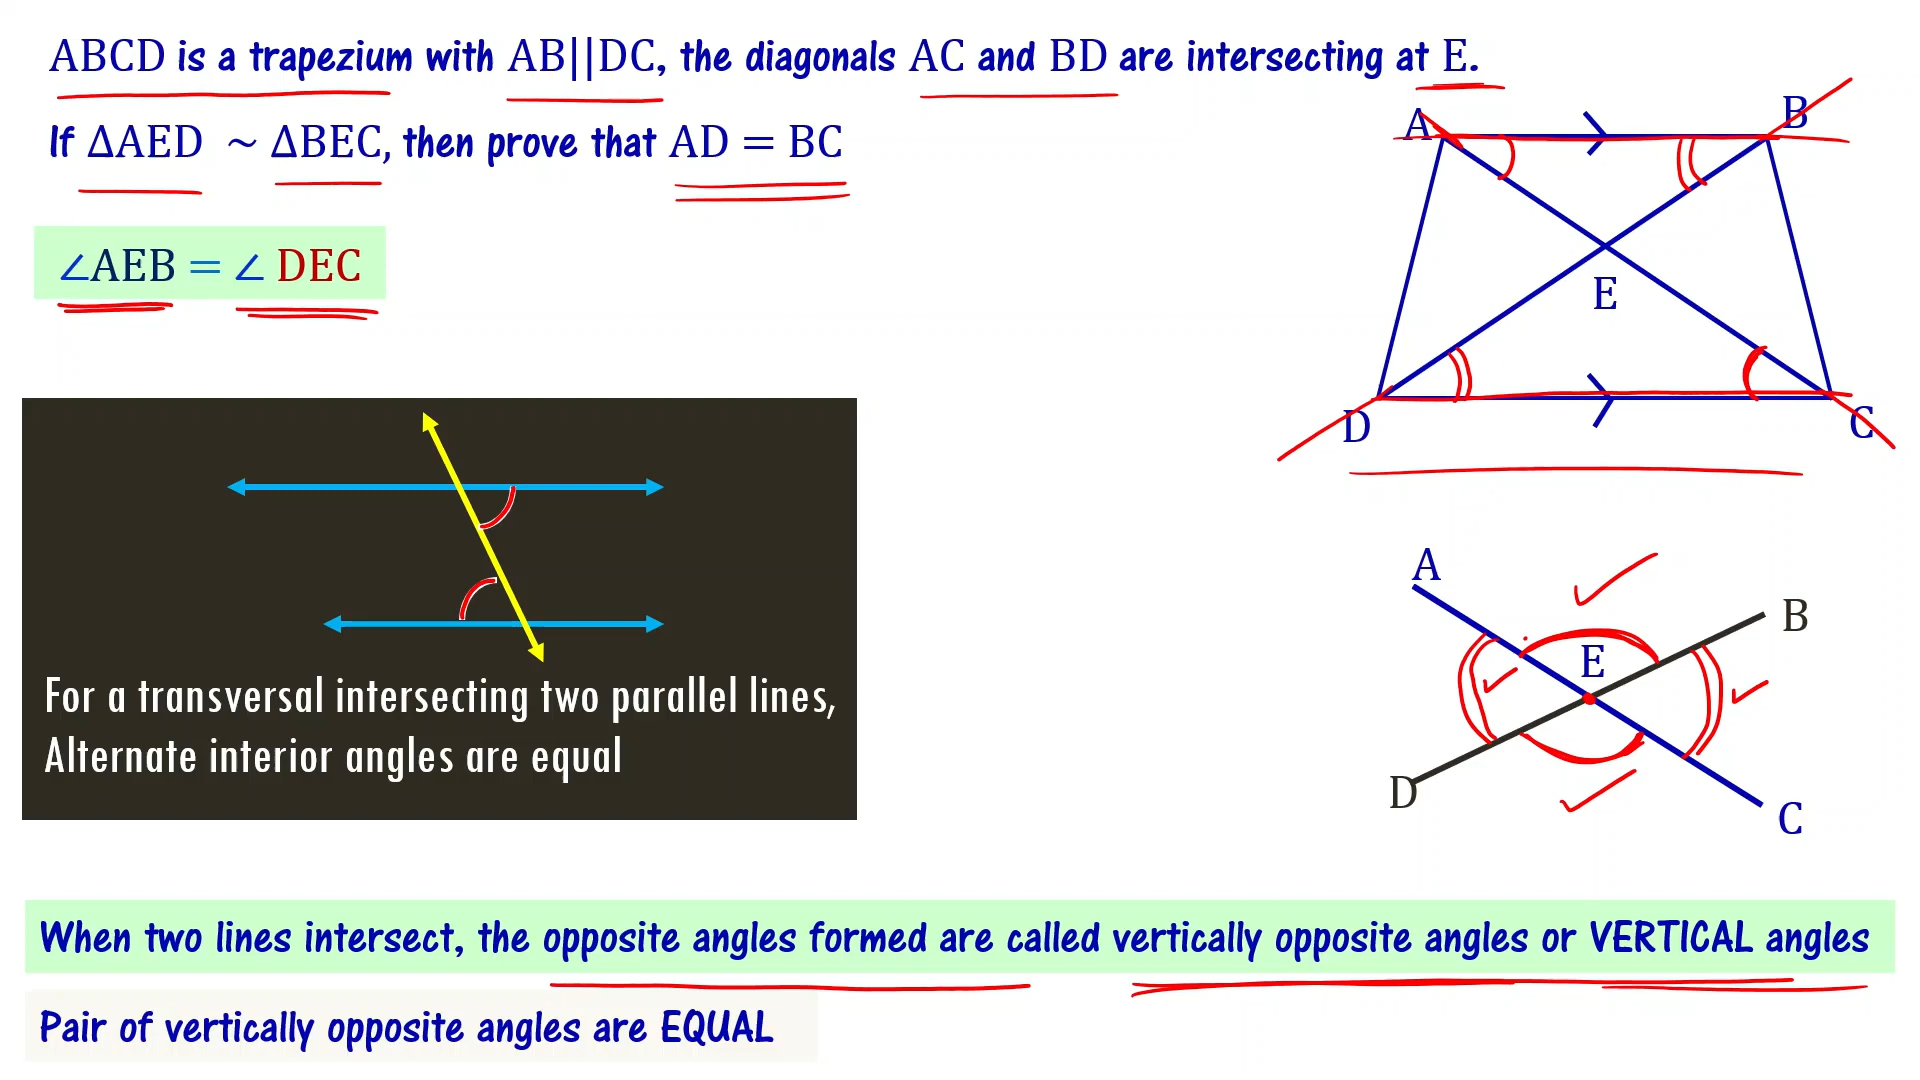 ABCD is a trapezium with AB||DC, the diagonals AC and BD are intersecting at E.
If ΔAED ~ ΔBEC, then prove that AD = BC
∠AEB = ∠ DEC
A
B
E
D
C
For a transversal intersecting two parallel lines,
Alternate interior angles are equal
A
B
E
D
C
When two lines intersect, the opposite angles formed are called vertically opposite angles or VERTICAL angles
Pair of vertically opposite angles are EQUAL